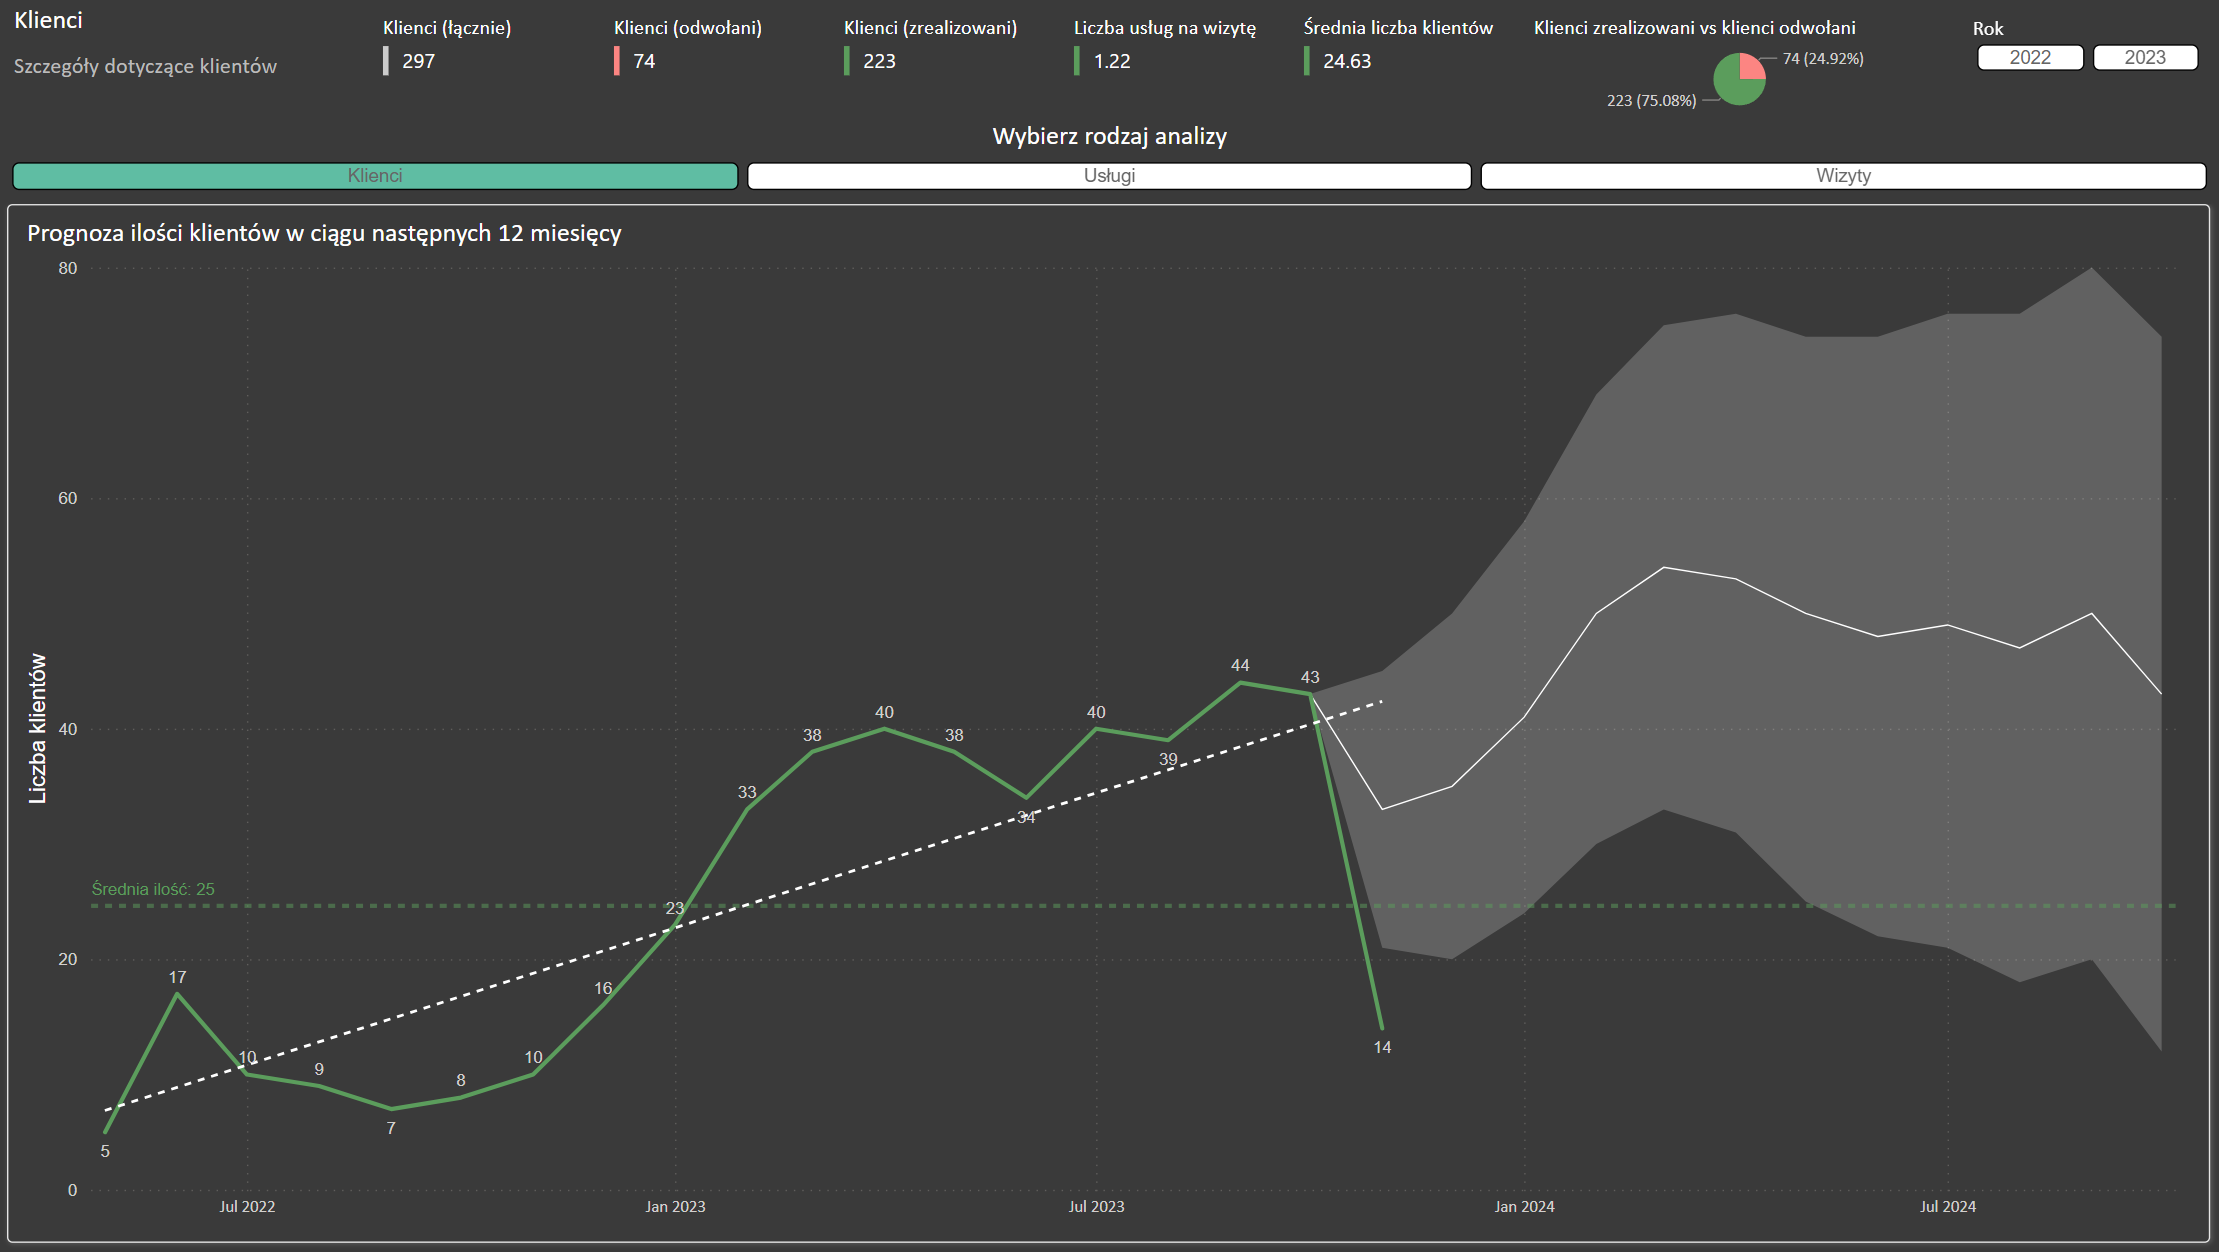 Klienci
Szczegóły dotyczące klientów
Klienci (łącznie)
297
Klienci (odwołani)
74
Klienci (zrealizowani)
223
Liczba usług na wizytę
1.22
Średnia liczba klientów
24.63
Klienci zrealizowani vs klienci odwołani
74 (24.92%)
223 (75.08%)
Rok
2022
2023
Wybierz rodzaj analizy
Klienci
Usługi
Wizyty
Prognoza ilości klientów w ciągu następnych 12 miesięcy
Liczba klientów
80
60
40
20
0
Średnia ilość: 25
5
17
10
9
7
8
10
16
23
33
38
40
38
34
40
39
44
43
14
Jul 2022
Jan 2023
Jul 2023
Jan 2024
Jul 2024